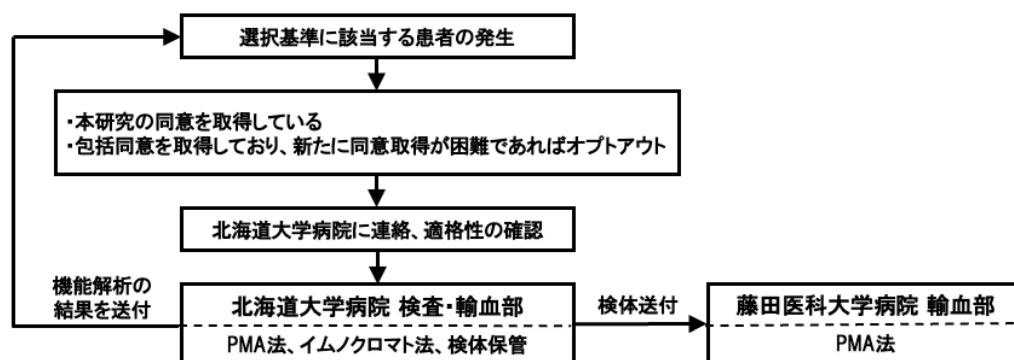 選択基準に該当する患者の発生
・本研究の同意を取得している
・包括同意を取得しており、新たに同意取得が困難であればオプトアウト
北海道大学病院に連絡、適格性の確認
機能解析の
結果を送付
北海道大学病院 検査・輸血部
PMA法、イムノクロマト法、検体保管
検体送付
藤田医科大学病院 輸血部
PMA法